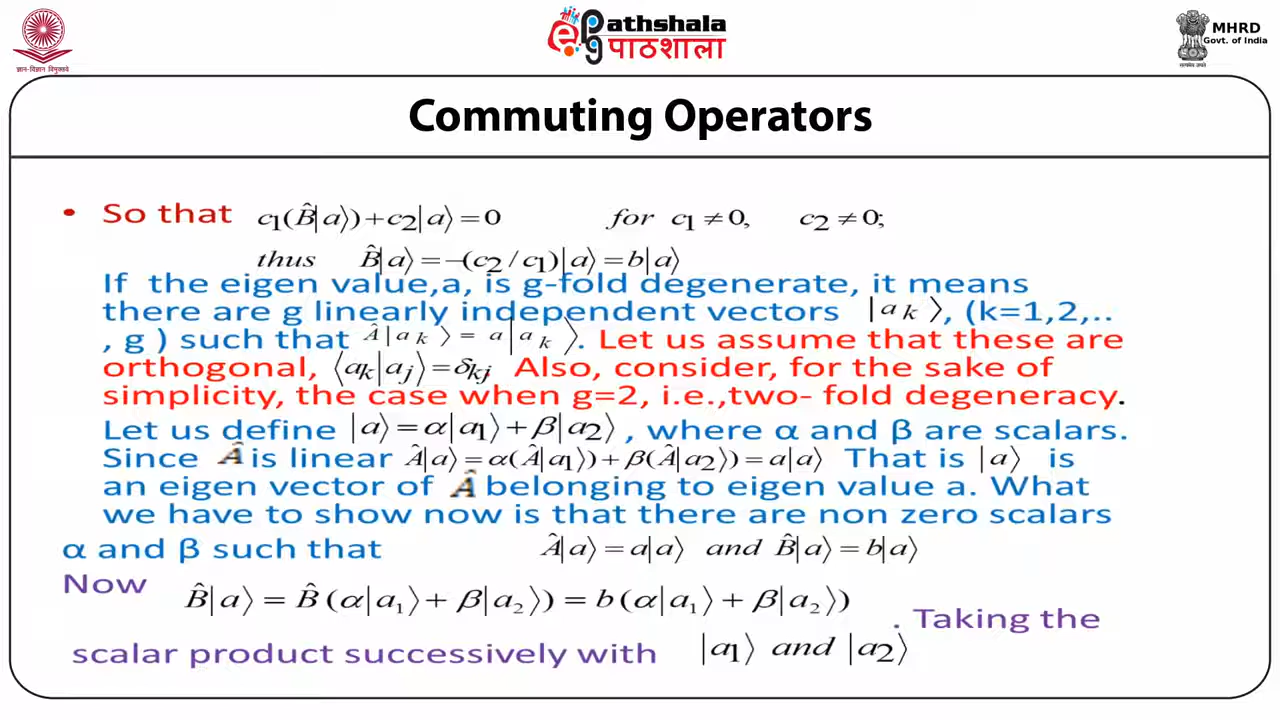 ज्ञान-विज्ञान विमुक्तये
ePathshala
पाठशाला
MHRD
Govt. of India
सत्यमेव जयते
Commuting Operators
• So that c₁(B̂|a⟩)+c₂|a⟩=0 for c₁≠0, c₂≠0;
thus B̂|a⟩=−(c₂/c₁)|a⟩=b|a⟩
If the eigen value,a, is g-fold degenerate, it means
there are g linearly independent vectors |aₖ⟩, (k=1,2,..
, g ) such that Â|aₖ⟩ = a|aₖ⟩. Let us assume that these are
orthogonal, ⟨aₖ|aⱼ⟩=δₖⱼ. Also, consider, for the sake of
simplicity, the case when g=2, i.e.,two- fold degeneracy.
Let us define |a⟩=α|a₁⟩+β|a₂⟩, where α and β are scalars.
Since Â is linear Â|a⟩=α(Â|a₁⟩)+β(Â|a₂⟩)=a|a⟩ That is |a⟩ is
an eigen vector of Â belonging to eigen value a. What
we have to show now is that there are non zero scalars
α and β such that Â|a⟩=a|a⟩ and B̂|a⟩=b|a⟩
Now B̂|a⟩ = B̂(α|a₁⟩+β|a₂⟩) = b(α|a₁⟩+β|a₂⟩)
. Taking the
scalar product successively with |a₁⟩ and |a₂⟩